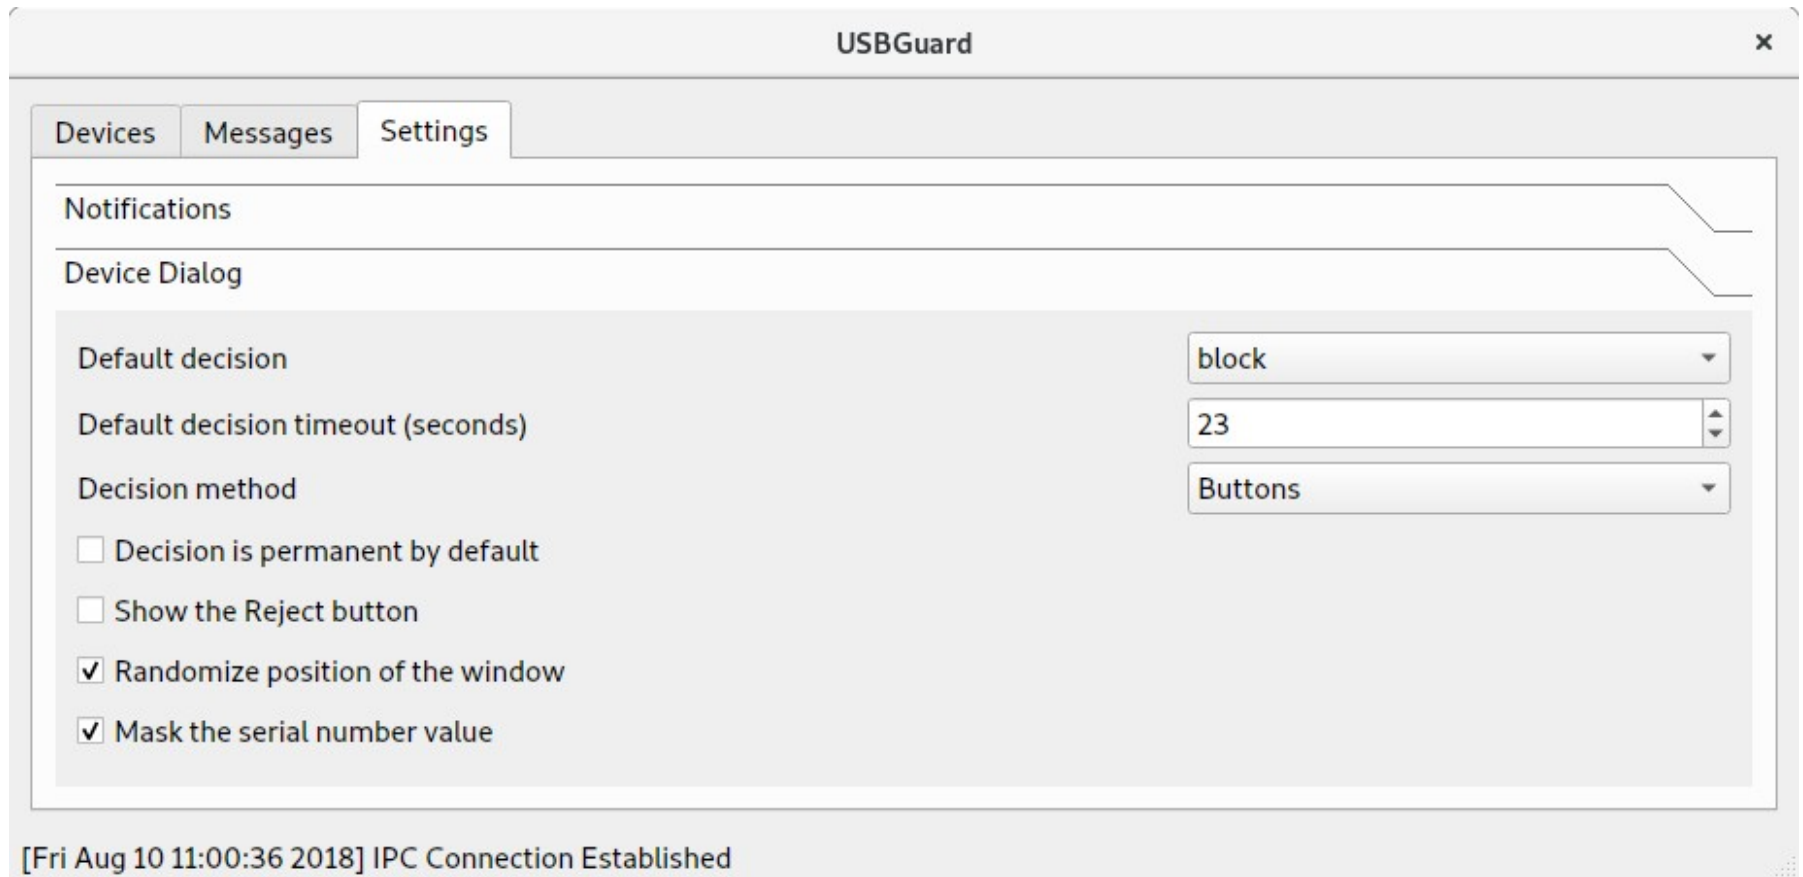 USBGuard
Devices Messages Settings
Notifications
Device Dialog
Default decision block
Default decision timeout (seconds) 23
Decision method Buttons
Decision is permanent by default
Show the Reject button
Randomize position of the window
Mask the serial number value
[Fri Aug 10 11:00:36 2018] IPC Connection Established